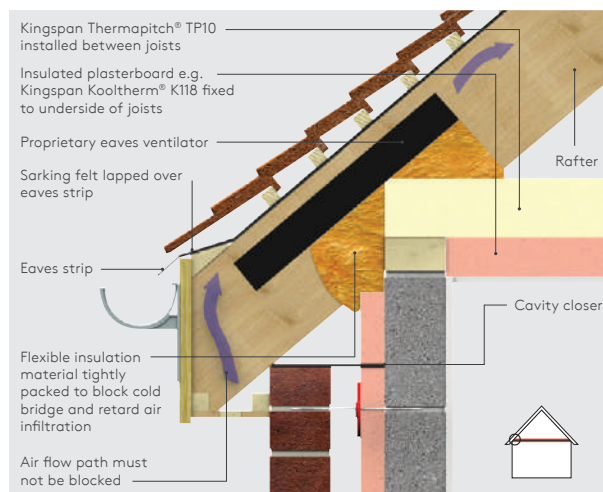 Kingspan Thermapitch® TP10
installed between joists
Insulated plasterboard e.g.
Kingspan Kooltherm® K118 fixed
to underside of joists
Proprietary eaves ventilator
Sarking felt lapped over
eaves strip
Rafter
Eaves strip
Cavity closer
Flexible insulation
material tightly
packed to block cold
bridge and retard air
infiltration
Air flow path must
not be blocked